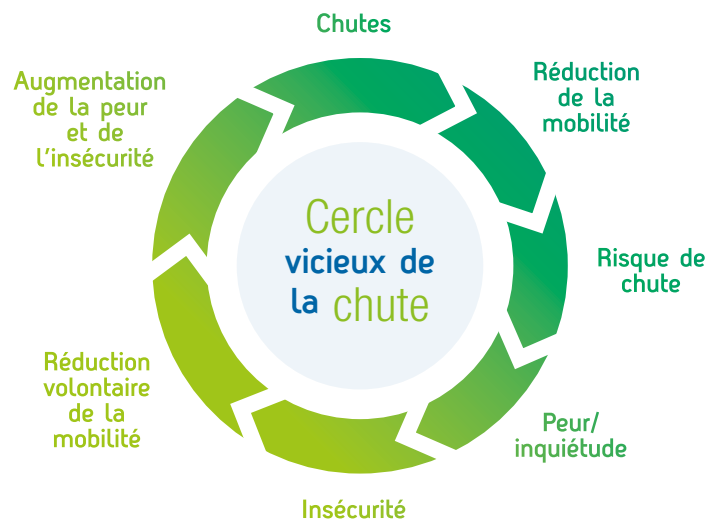 Chutes
Réduction
de la
mobilité
Risque de
chute
Peur/
inquiétude
Insécurité
Réduction
volontaire
de la
mobilité
Augmentation
de la peur
et de
l'insécurité
Cercle
vicieux de
la chute